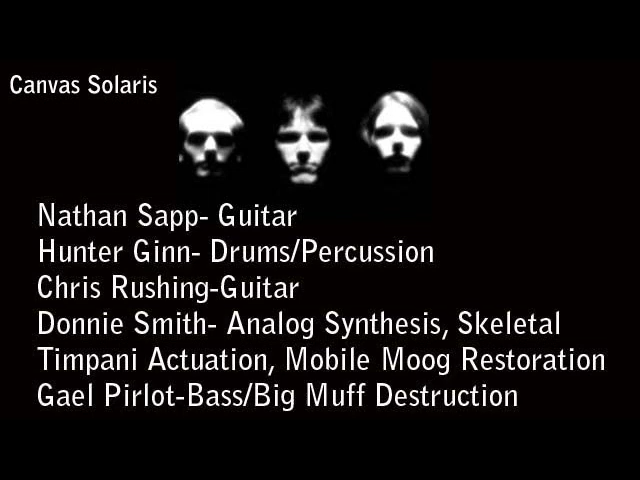 Canvas Solaris
Nathan Sapp- Guitar
Hunter Ginn- Drums/Percussion
Chris Rushing-Guitar
Donnie Smith- Analog Synthesis, Skeletal
Timpani Actuation, Mobile Moog Restoration
Gael Pirlot-Bass/Big Muff Destruction